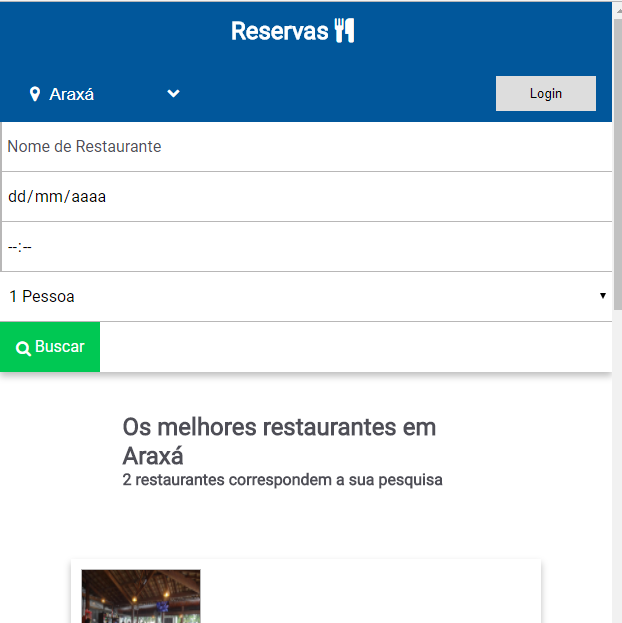 Reservas
Araxá
Login
Nome de Restaurante
dd/mm/aaaa
--:--
1 Pessoa
Buscar
Os melhores restaurantes em
Araxá
2 restaurantes correspondem a sua pesquisa